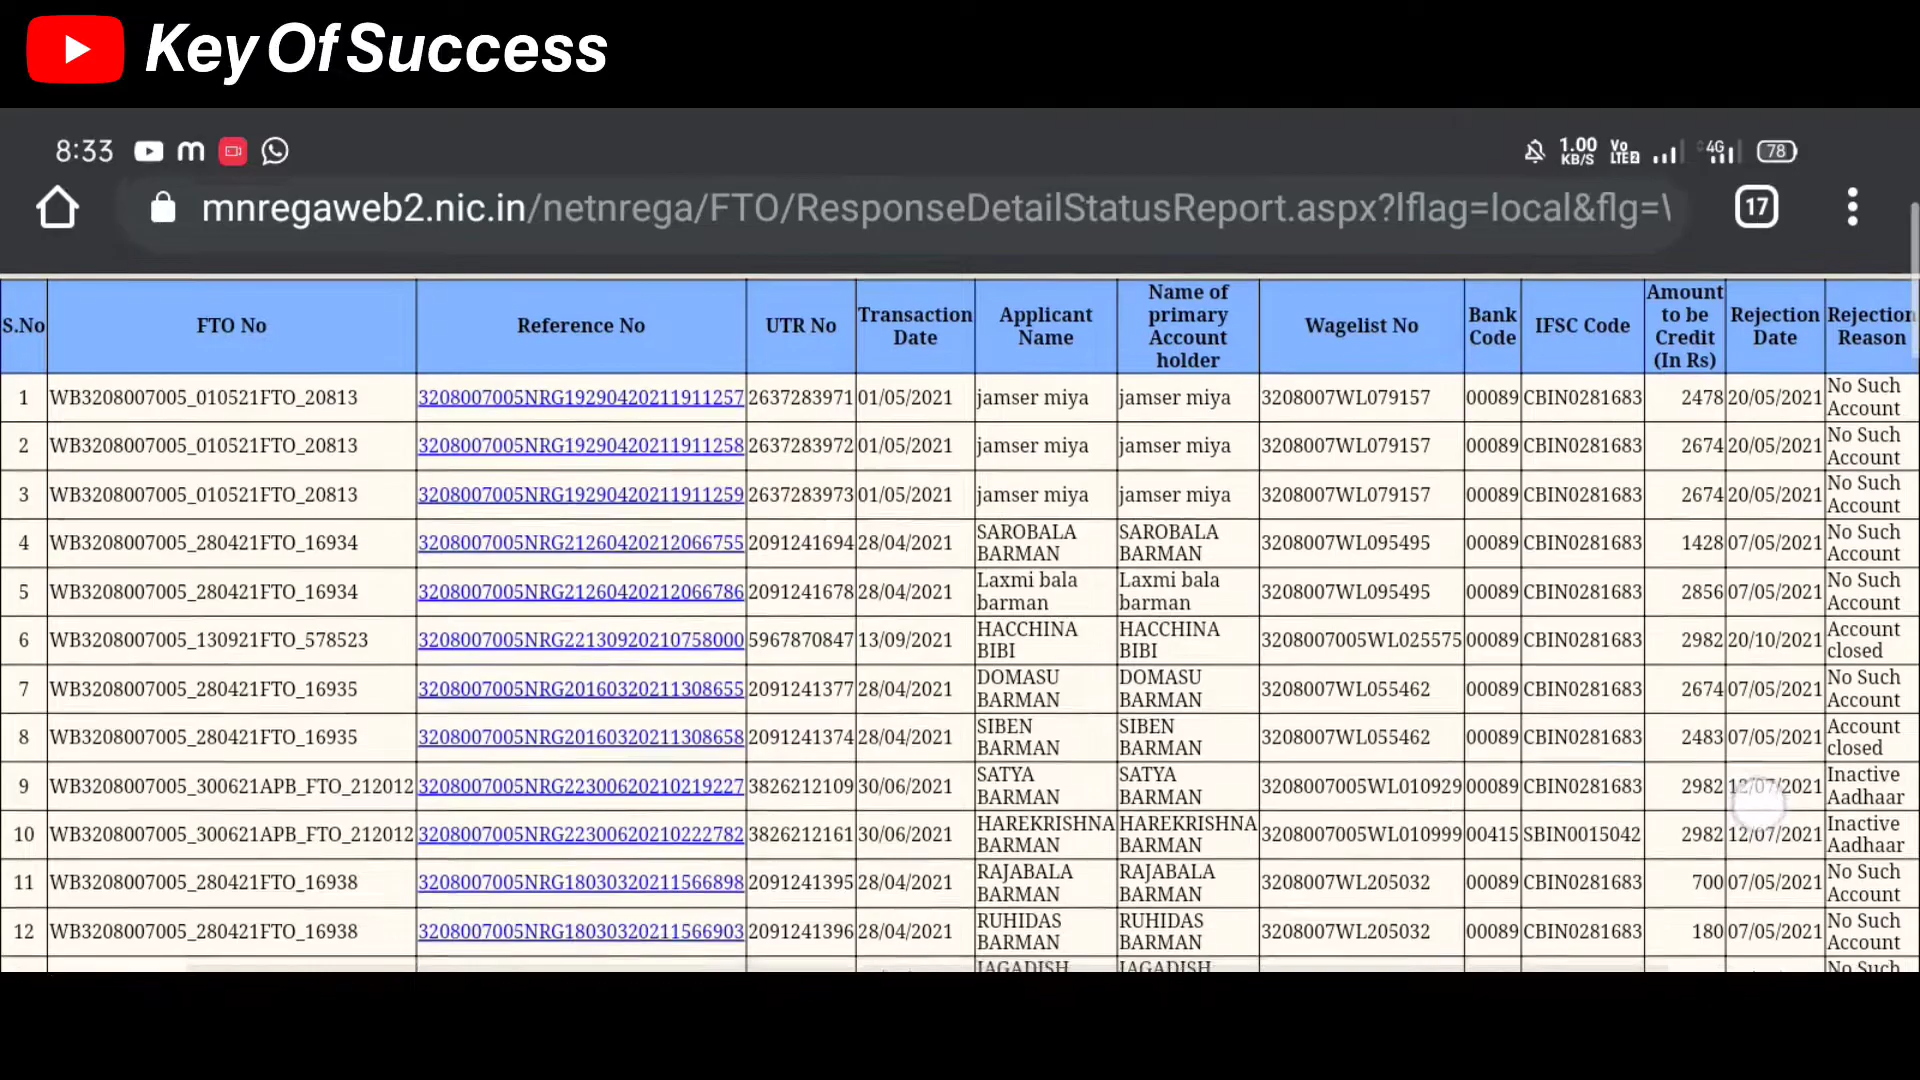 Key Of Success
8:33
1.00 KB/S
Vo LTE2
4G
78
mnregaweb2.nic.in/netnrega/FTO/ResponseDetailStatusReport.aspx?lflag=local&flg=\
17
S.No FTO No Reference No UTR No Transaction Date Applicant Name Name of primary Account holder Wagelist No Bank Code IFSC Code Amount to be Credit (In Rs) Rejection Date Rejection Reason
1 WB3208007005_010521FTO_20813 3208007005NRG19290420211911257 2637283971 01/05/2021 jamser miya jamser miya 3208007WL079157 00089 CBIN0281683 2478 20/05/2021 No Such Account
2 WB3208007005_010521FTO_20813 3208007005NRG19290420211911258 2637283972 01/05/2021 jamser miya jamser miya 3208007WL079157 00089 CBIN0281683 2674 20/05/2021 No Such Account
3 WB3208007005_010521FTO_20813 3208007005NRG19290420211911259 2637283973 01/05/2021 jamser miya jamser miya 3208007WL079157 00089 CBIN0281683 2674 20/05/2021 No Such Account
4 WB3208007005_280421FTO_16934 3208007005NRG21260420212066755 2091241694 28/04/2021 SAROBALA BARMAN SAROBALA BARMAN 3208007WL095495 00089 CBIN0281683 1428 07/05/2021 No Such Account
5 WB3208007005_280421FTO_16934 3208007005NRG21260420212066786 2091241678 28/04/2021 Laxmi bala barman Laxmi bala barman 3208007WL095495 00089 CBIN0281683 2856 07/05/2021 No Such Account
6 WB3208007005_130921FTO_578523 3208007005NRG22130920210758000 5967870847 13/09/2021 HACCHINA BIBI HACCHINA BIBI 3208007005WL025575 00089 CBIN0281683 2982 20/10/2021 Account closed
7 WB3208007005_280421FTO_16935 3208007005NRG20160320211308655 2091241377 28/04/2021 DOMASU BARMAN DOMASU BARMAN 3208007WL055462 00089 CBIN0281683 2674 07/05/2021 No Such Account
8 WB3208007005_280421FTO_16935 3208007005NRG20160320211308658 2091241374 28/04/2021 SIBEN BARMAN SIBEN BARMAN 3208007WL055462 00089 CBIN0281683 2483 07/05/2021 Account closed
9 WB3208007005_300621APB_FTO_212012 3208007005NRG22300620210219227 3826212109 30/06/2021 SATYA BARMAN SATYA BARMAN 3208007005WL010929 00089 CBIN0281683 2982 12/07/2021 Inactive Aadhaar
10 WB3208007005_300621APB_FTO_212012 3208007005NRG22300620210222782 3826212161 30/06/2021 HAREKRISHNA BARMAN HAREKRISHNA BARMAN 3208007005WL010999 00415 SBIN0015042 2982 12/07/2021 Inactive Aadhaar
11 WB3208007005_280421FTO_16938 3208007005NRG18030320211566898 2091241395 28/04/2021 RAJABALA BARMAN RAJABALA BARMAN 3208007WL205032 00089 CBIN0281683 700 07/05/2021 No Such Account
12 WB3208007005_280421FTO_16938 3208007005NRG18030320211566903 2091241396 28/04/2021 RUHIDAS BARMAN RUHIDAS BARMAN 3208007WL205032 00089 CBIN0281683 180 07/05/2021 No Such Account
JAGADISH JAGADISH No Such